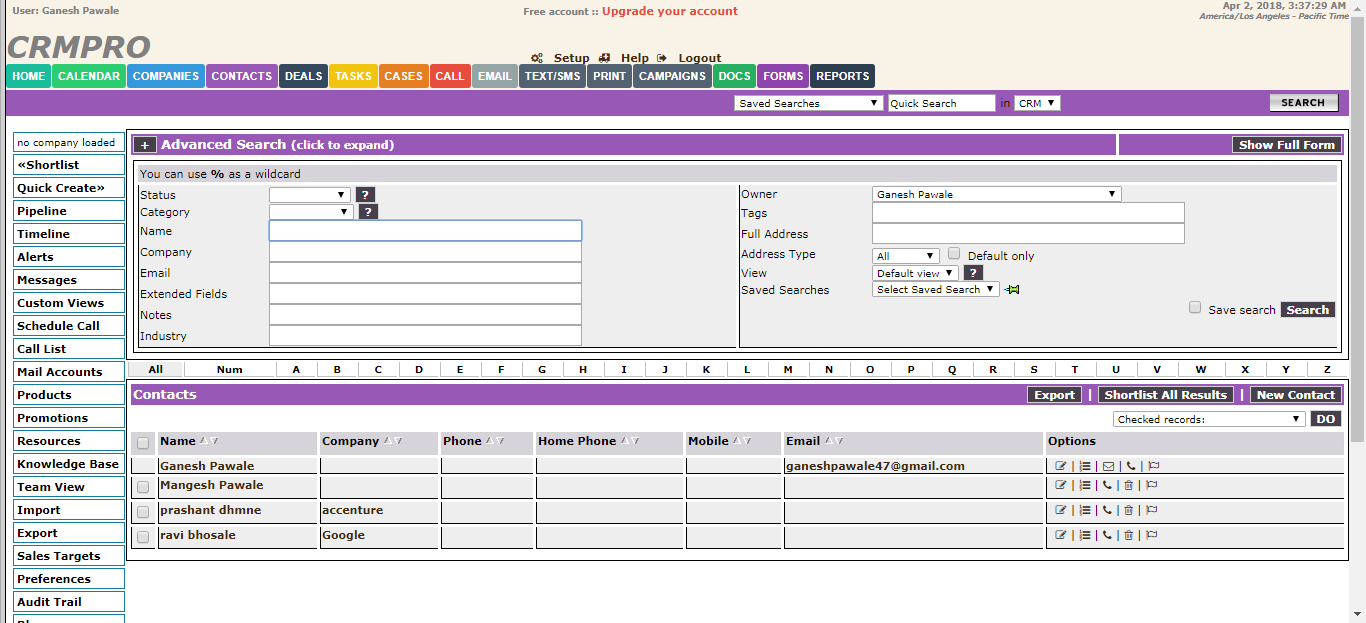 User: Ganesh Pawale
Free account :: Upgrade your account
Apr 2, 2018, 3:37:29 AM
America/Los Angeles - Pacific Time
CRMPRO
Setup Help Logout
HOME CALENDAR COMPANIES CONTACTS DEALS TASKS CASES CALL EMAIL TEXT/SMS PRINT CAMPAIGNS DOCS FORMS REPORTS
Saved Searches Quick Search in CRM SEARCH
no company loaded
«Shortlist
Quick Create»
Pipeline
Timeline
Alerts
Messages
Custom Views
Schedule Call
Call List
Mail Accounts
Products
Promotions
Resources
Knowledge Base
Team View
Import
Export
Sales Targets
Preferences
Audit Trail
+ Advanced Search (click to expand) Show Full Form
You can use % as a wildcard
Status ?
Category ?
Name
Company
Email
Extended Fields
Notes
Industry
Owner Ganesh Pawale
Tags
Full Address
Address Type All Default only
View Default view ?
Saved Searches Select Saved Search
Save search Search
All Num A B C D E F G H I J K L M N O P Q R S T U V W X Y Z
Contacts Export | Shortlist All Results | New Contact
Checked records: DO
Name Company Phone Home Phone Mobile Email Options
Ganesh Pawale ganeshpawale47@gmail.com | | | |
Mangesh Pawale | | | |
prashant dhmne accenture | | | |
ravi bhosale Google | | | |